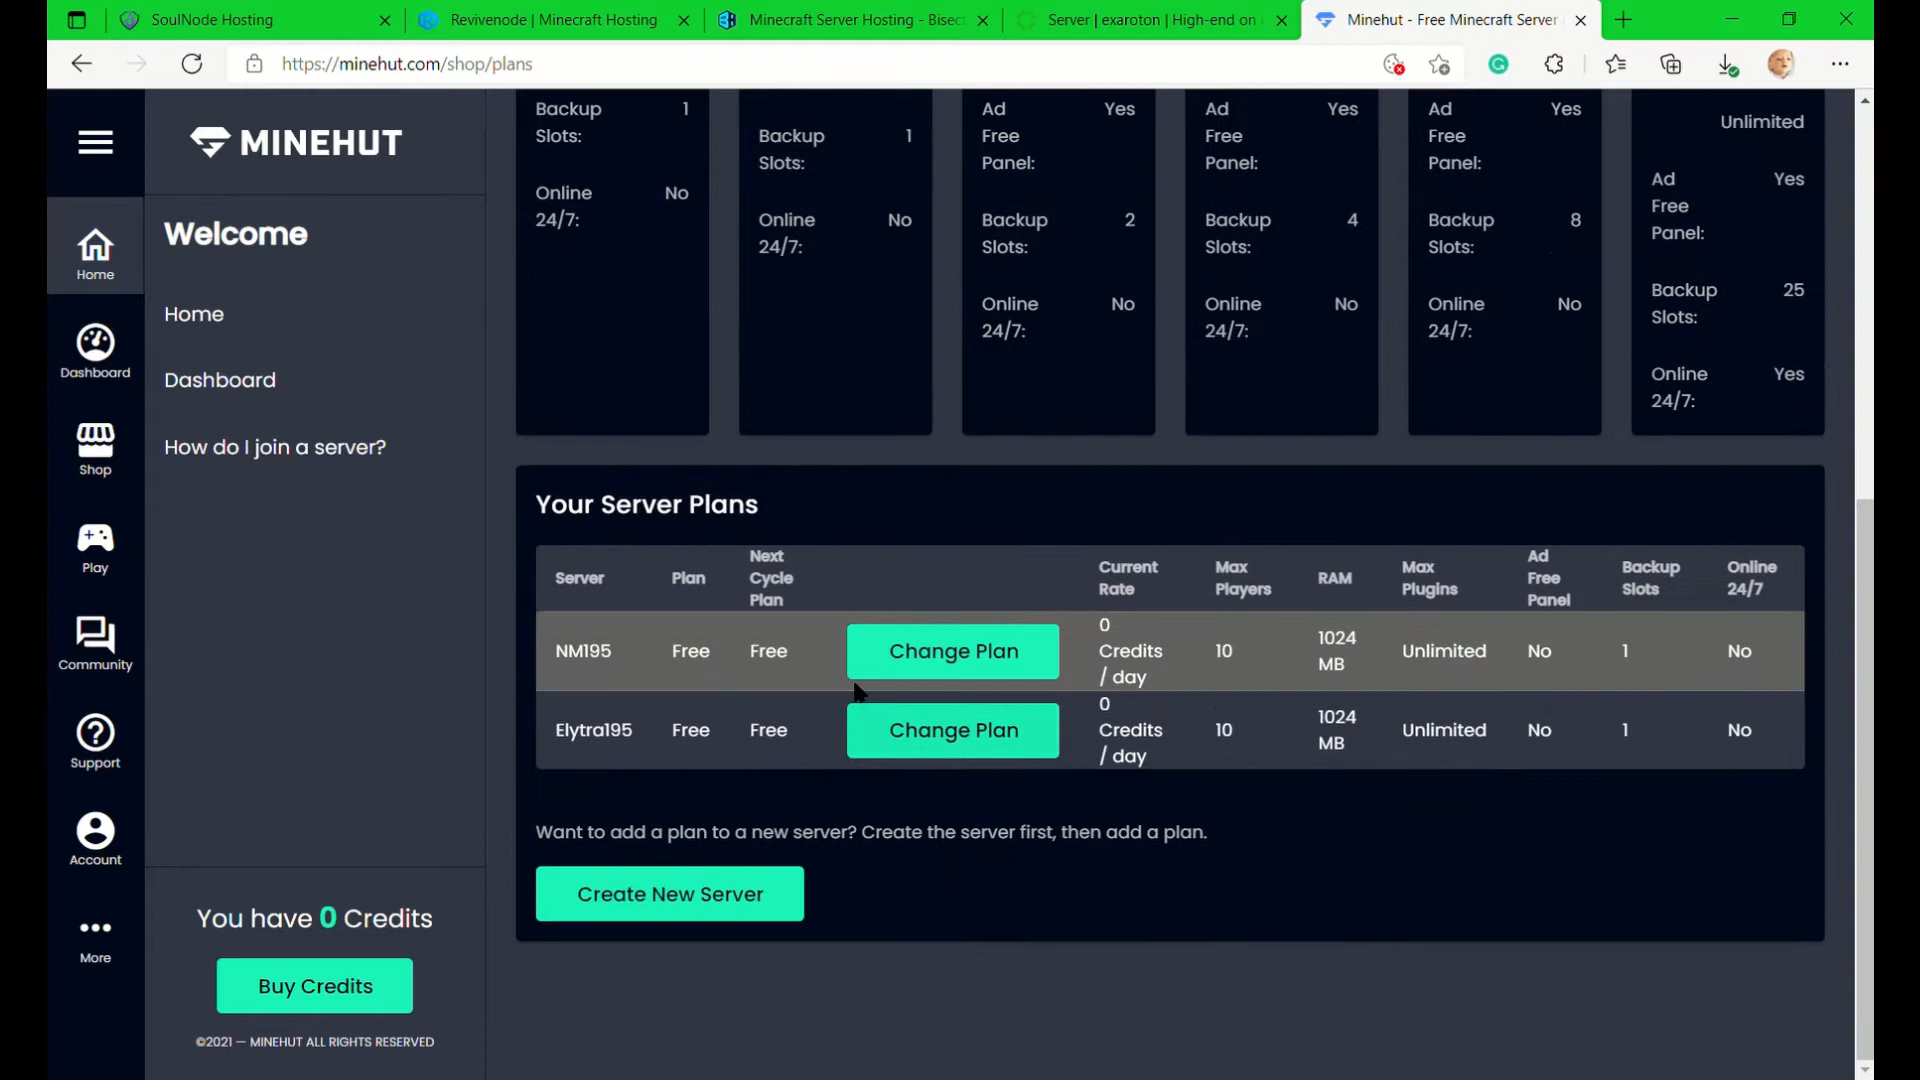 SoulNode Hosting
Revivenode | Minecraft Hosting
Minecraft Server Hosting - Bisect
Server | exaroton | High-end on
Minehut - Free Minecraft Server
https://minehut.com/shop/plans
MINEHUT
Welcome
Home
Dashboard
How do I join a server?
Home
Dashboard
Shop
Play
Community
Support
Account
More
You have 0 Credits
Buy Credits
©2021 — MINEHUT ALL RIGHTS RESERVED
Backup 1
Slots:
Online No
24/7:
Backup 1
Slots:
Online No
24/7:
Ad Yes
Free
Panel:
Backup 2
Slots:
Online No
24/7:
Ad Yes
Free
Panel:
Backup 4
Slots:
Online No
24/7:
Ad Yes
Free
Panel:
Backup 8
Slots:
Online No
24/7:
Unlimited
Ad Yes
Free
Panel:
Backup 25
Slots:
Online Yes
24/7:
Your Server Plans
Server
Plan
Next
Cycle
Plan
Current
Rate
Max
Players
RAM
Max
Plugins
Ad
Free
Panel
Backup
Slots
Online
24/7
NM195
Free
Free
Change Plan
0
Credits
/ day
10
1024
MB
Unlimited
No
1
No
Elytra195
Free
Free
Change Plan
0
Credits
/ day
10
1024
MB
Unlimited
No
1
No
Want to add a plan to a new server? Create the server first, then add a plan.
Create New Server